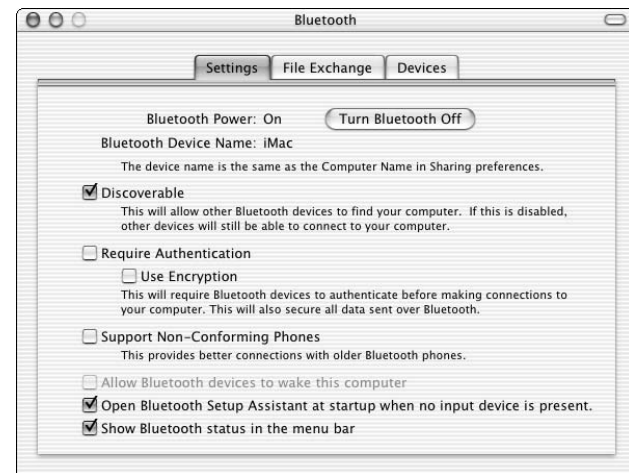 Bluetooth
Settings File Exchange Devices
Bluetooth Power: On Turn Bluetooth Off
Bluetooth Device Name: iMac
The device name is the same as the Computer Name in Sharing preferences.
Discoverable
This will allow other Bluetooth devices to find your computer. If this is disabled,
other devices will still be able to connect to your computer.
Require Authentication
Use Encryption
This will require Bluetooth devices to authenticate before making connections to
your computer. This will also secure all data sent over Bluetooth.
Support Non-Conforming Phones
This provides better connections with older Bluetooth phones.
Allow Bluetooth devices to wake this computer
Open Bluetooth Setup Assistant at startup when no input device is present.
Show Bluetooth status in the menu bar